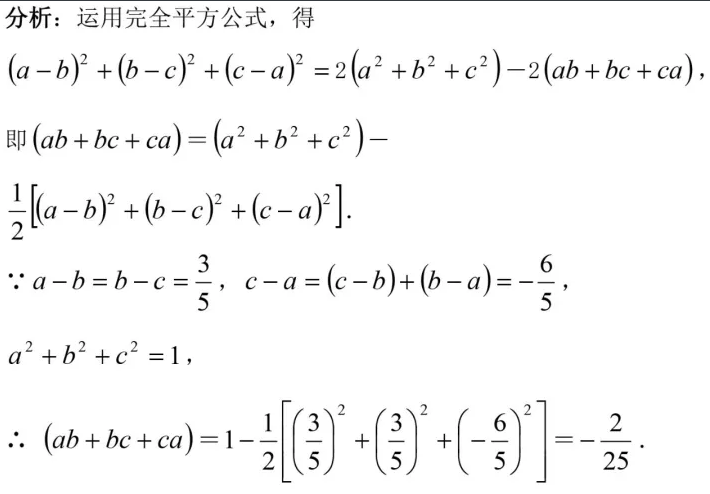 分析：运用完全平方公式，得
(a－b)²＋(b－c)²＋(c－a)²＝2(a²＋b²＋c²)－2(ab＋bc＋ca)，
即(ab＋bc＋ca)＝(a²＋b²＋c²)－
1/2[(a－b)²＋(b－c)²＋(c－a)²]．
∵a－b＝b－c＝3/5，c－a＝(c－b)＋(b－a)＝－6/5，
a²＋b²＋c²＝1，
∴ (ab＋bc＋ca)＝1－1/2[(3/5)²＋(3/5)²＋(－6/5)²]＝－2/25．